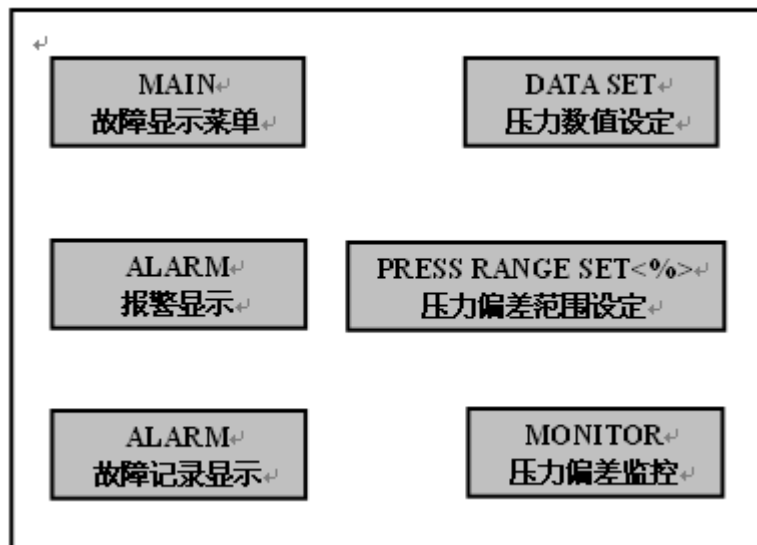 MAIN
故障显示菜单
DATA SET
压力数值设定
ALARM
报警显示
PRESS RANGE SET<%>
压力偏差范围设定
ALARM
故障记录显示
MONITOR
压力偏差监控